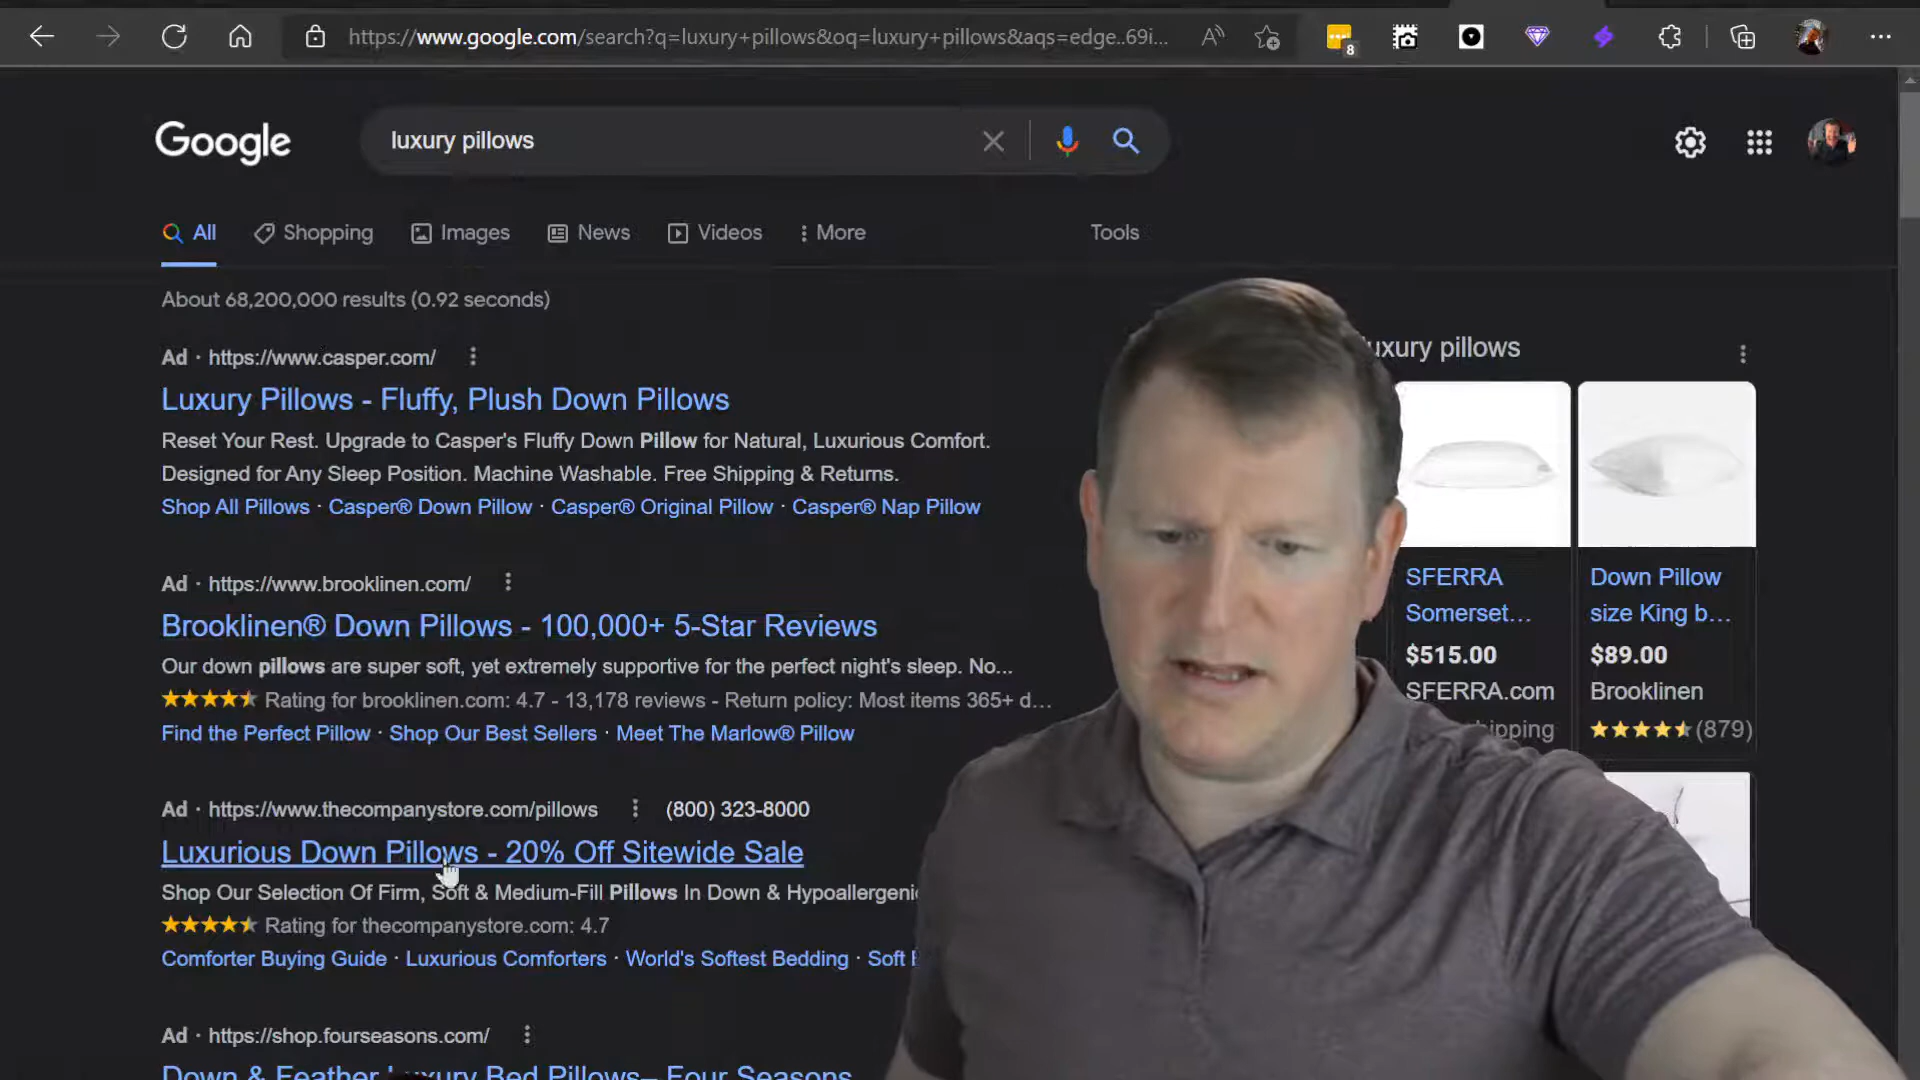 https://www.google.com/search?q=luxury+pillows&oq=luxury+pillows&aqs=edge..69i...
8
Google
luxury pillows
All
Shopping
Images
News
Videos
More
Tools
About 68,200,000 results (0.92 seconds)
Ad · https://www.casper.com/
Luxury Pillows - Fluffy, Plush Down Pillows
Reset Your Rest. Upgrade to Casper's Fluffy Down Pillow for Natural, Luxurious Comfort.
Designed for Any Sleep Position. Machine Washable. Free Shipping & Returns.
Shop All Pillows · Casper® Down Pillow · Casper® Original Pillow · Casper® Nap Pillow
Ad · https://www.brooklinen.com/
Brooklinen® Down Pillows - 100,000+ 5-Star Reviews
Our down pillows are super soft, yet extremely supportive for the perfect night's sleep. No...
Rating for brooklinen.com: 4.7 - 13,178 reviews - Return policy: Most items 365+ d...
Find the Perfect Pillow · Shop Our Best Sellers · Meet The Marlow® Pillow
Ad · https://www.thecompanystore.com/pillows
(800) 323-8000
Luxurious Down Pillows - 20% Off Sitewide Sale
Shop Our Selection Of Firm, Soft & Medium-Fill Pillows In Down & Hypoallergenic
Rating for thecompanystore.com: 4.7
Comforter Buying Guide · Luxurious Comforters · World's Softest Bedding · Soft
Ad · https://shop.fourseasons.com/
Down & Feather Luxury Bed Pillows– Four Seasons
luxury pillows
SFERRA
Somerset...
$515.00
SFERRA.com
Down Pillow
size King b...
$89.00
Brooklinen
(879)